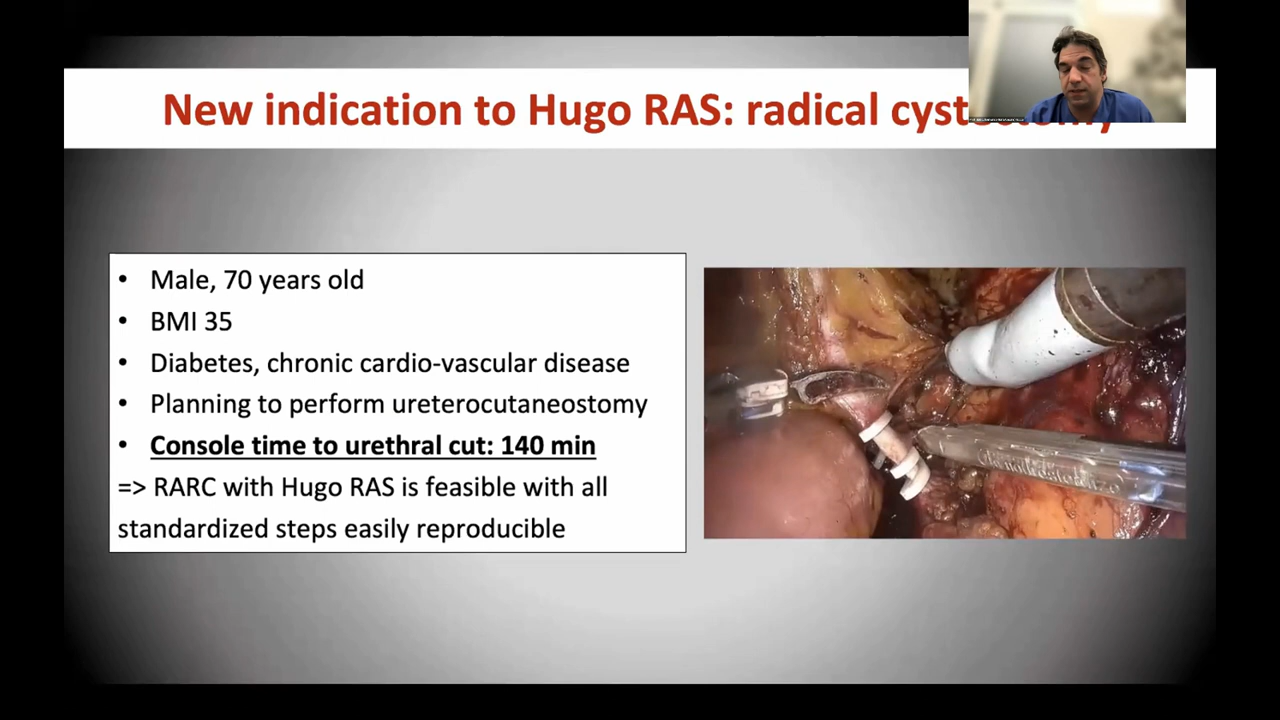 New indication to Hugo RAS: radical
• Male, 70 years old
• BMI 35
• Diabetes, chronic cardio-vascular disease
• Planning to perform ureterocutaneostomy
• Console time to urethral cut: 140 min
=> RARC with Hugo RAS is feasible with all
standardized steps easily reproducible